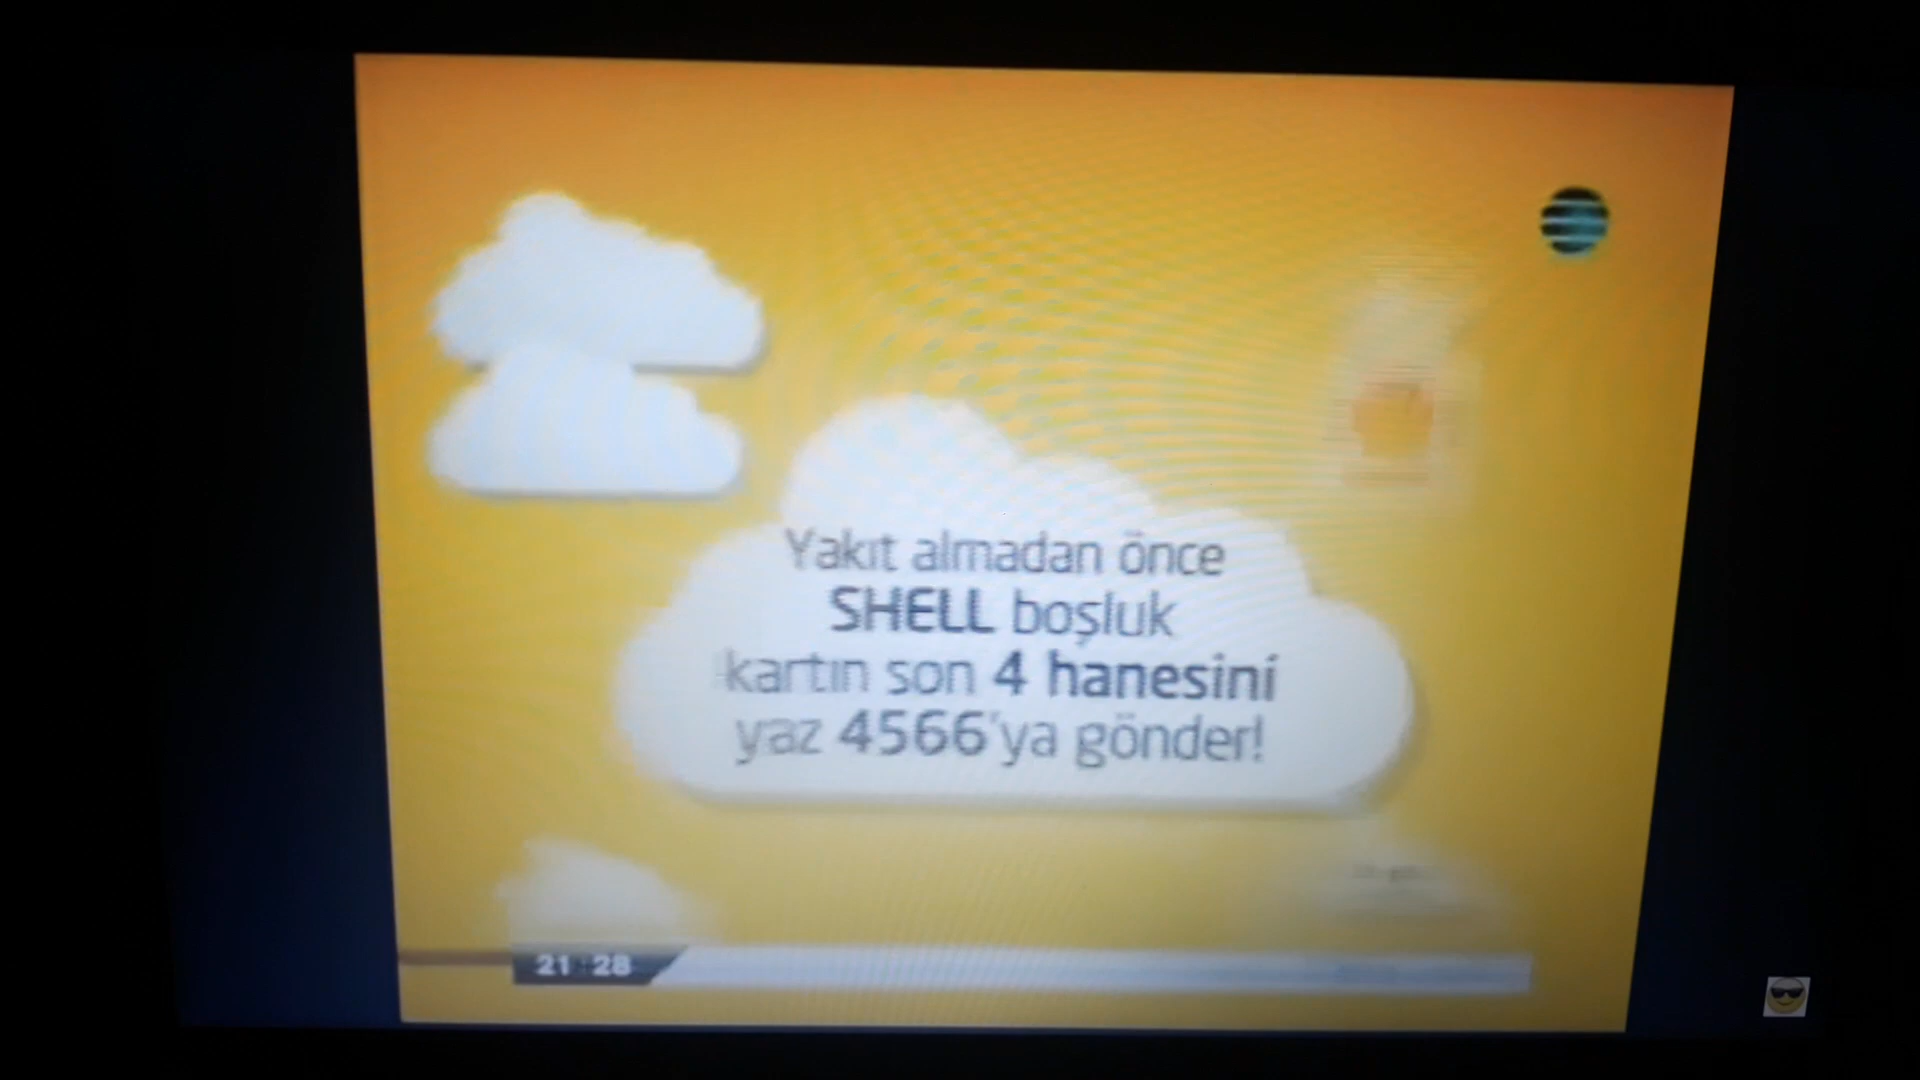 Yakıt almadan önce
SHELL boşluk
kartın son 4 hanesini
yaz 4566'ya gönder!
21:28